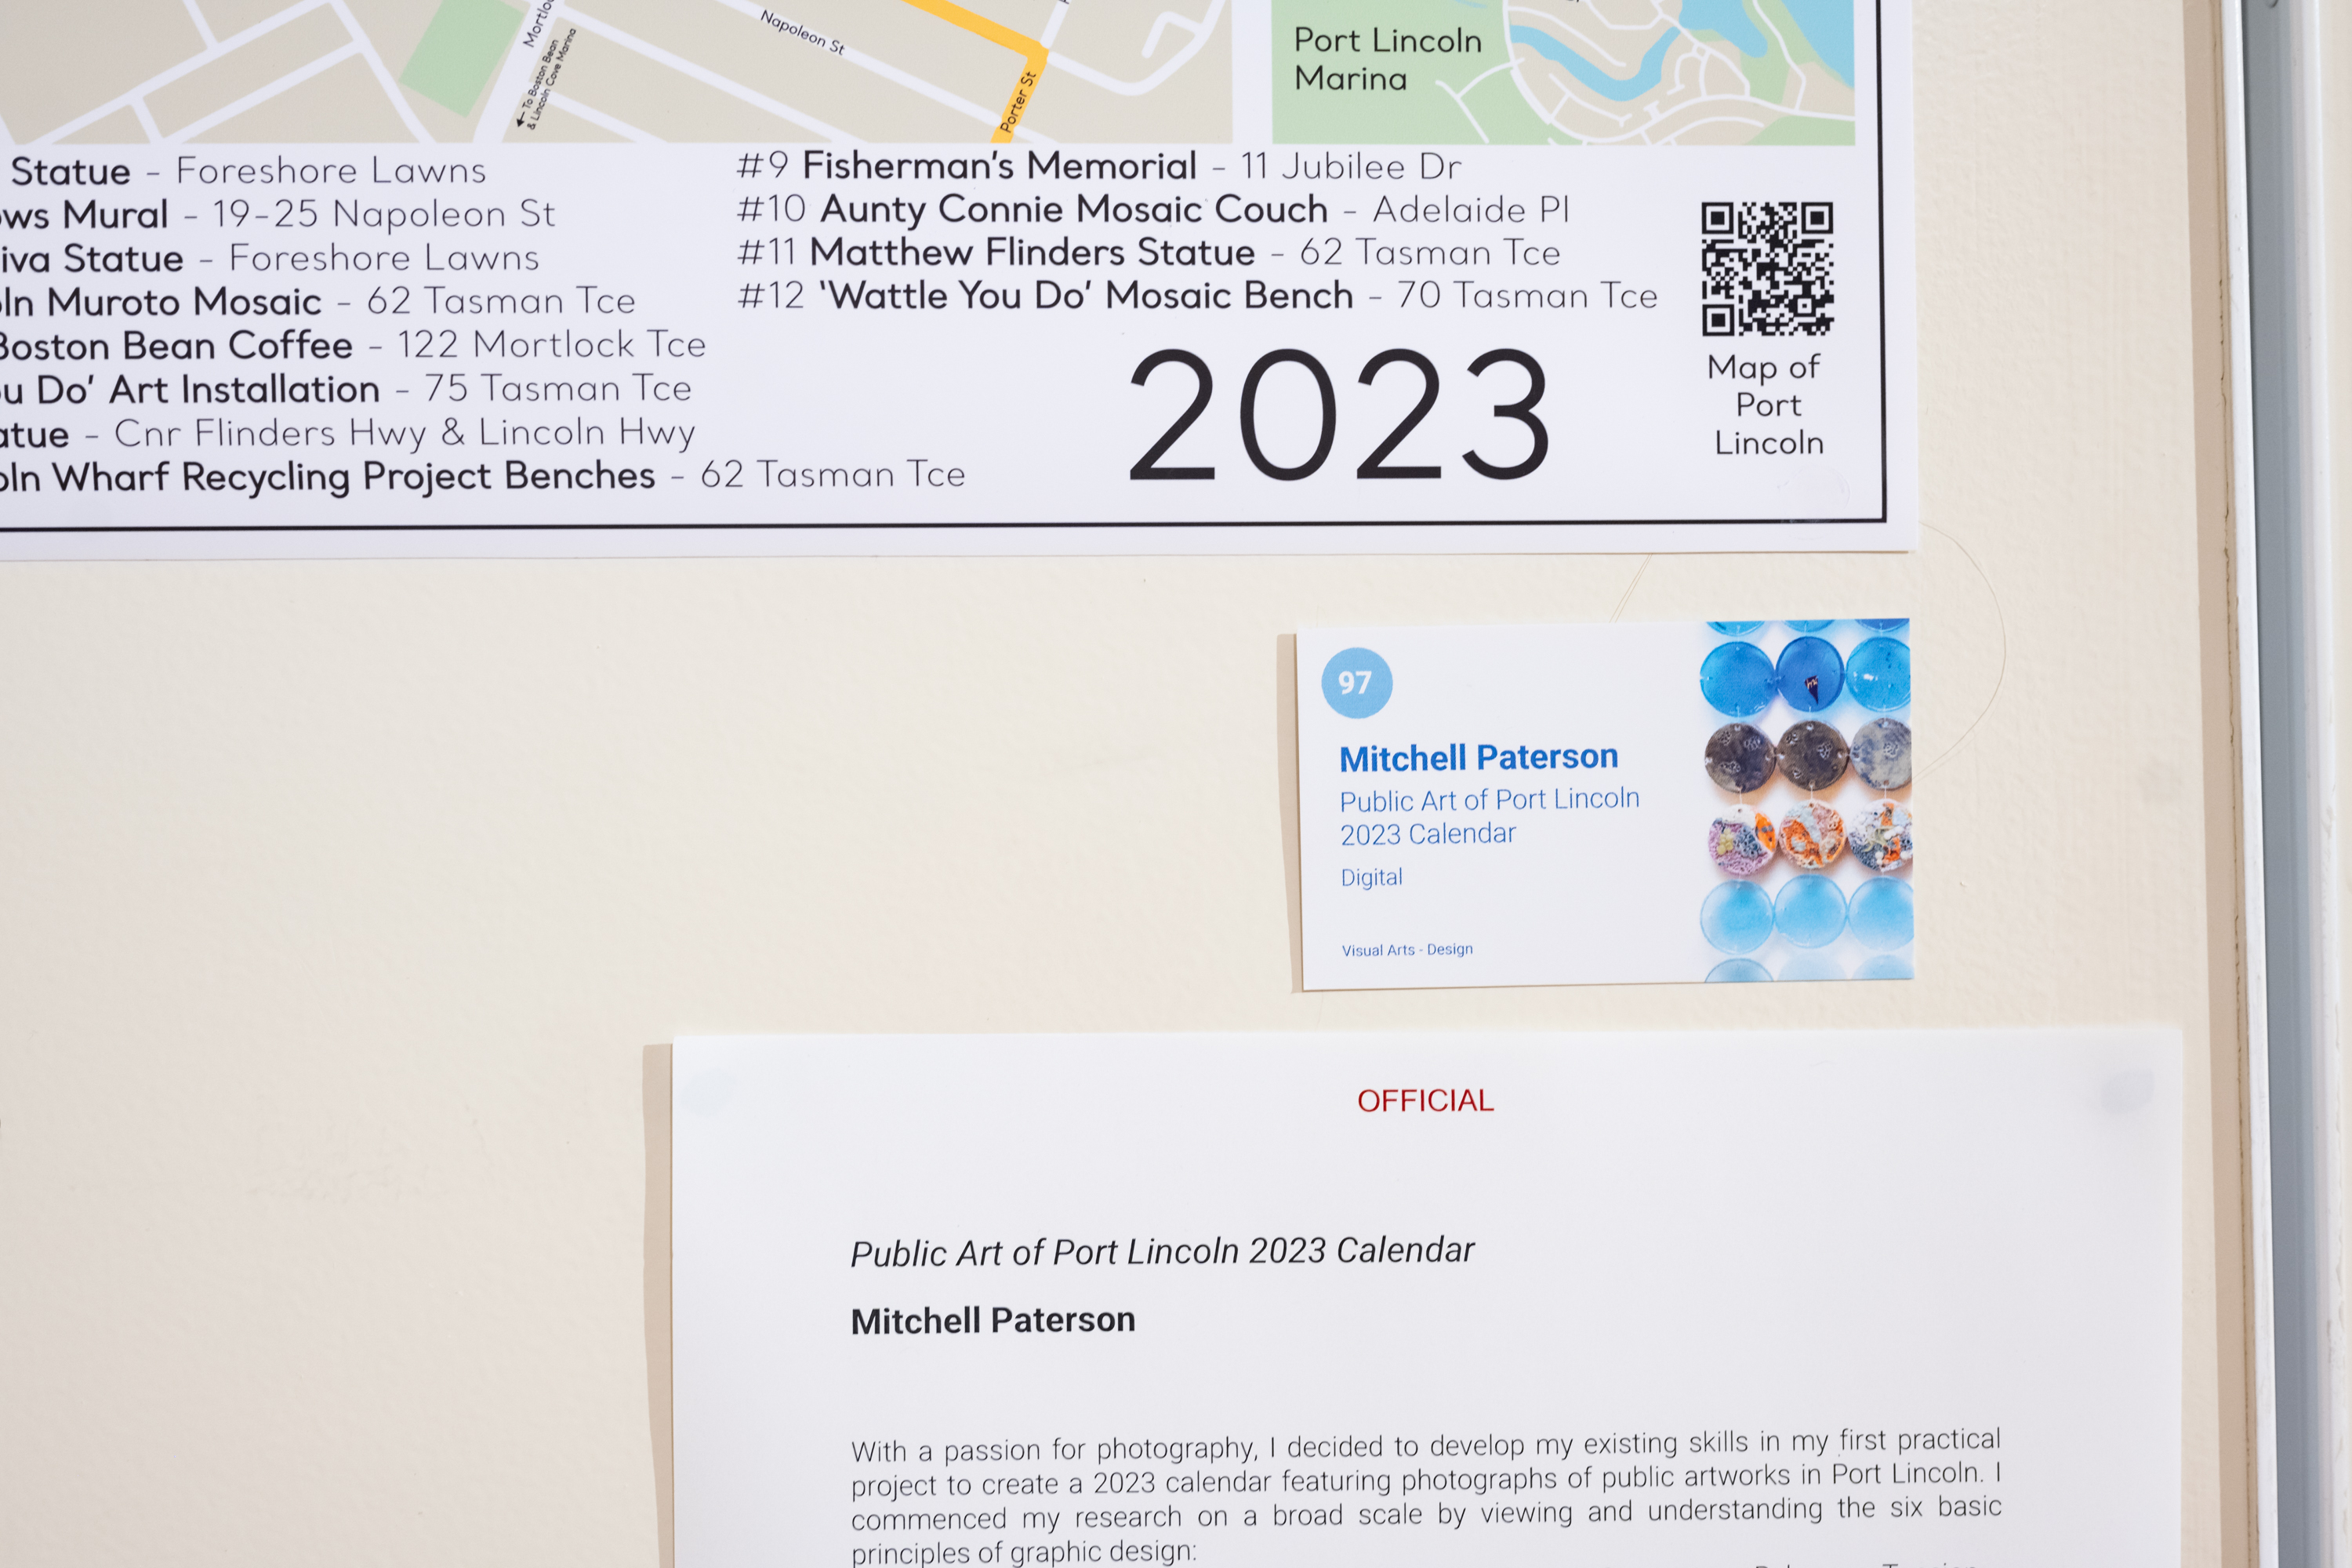 Napoleon St
To Boston Bean
& Lincoln Cove Marina
Porter St
Port Lincoln
Marina
Statue - Foreshore Lawns
Mural - 19-25 Napoleon St
Statue - Foreshore Lawns
Muroto Mosaic - 62 Tasman Tce
Boston Bean Coffee - 122 Mortlock Tce
Do' Art Installation - 75 Tasman Tce
- Cnr Flinders Hwy & Lincoln Hwy
Wharf Recycling Project Benches - 62 Tasman Tce
#9 Fisherman's Memorial - 11 Jubilee Dr
#10 Aunty Connie Mosaic Couch - Adelaide Pl
#11 Matthew Flinders Statue - 62 Tasman Tce
#12 'Wattle You Do' Mosaic Bench - 70 Tasman Tce
2023
Map of
Port
Lincoln
97
Mitchell Paterson
Public Art of Port Lincoln
2023 Calendar
Digital
Visual Arts - Design
OFFICIAL
Public Art of Port Lincoln 2023 Calendar
Mitchell Paterson
With a passion for photography, I decided to develop my existing skills in my first practical
project to create a 2023 calendar featuring photographs of public artworks in Port Lincoln. I
commenced my research on a broad scale by viewing and understanding the six basic
principles of graphic design: